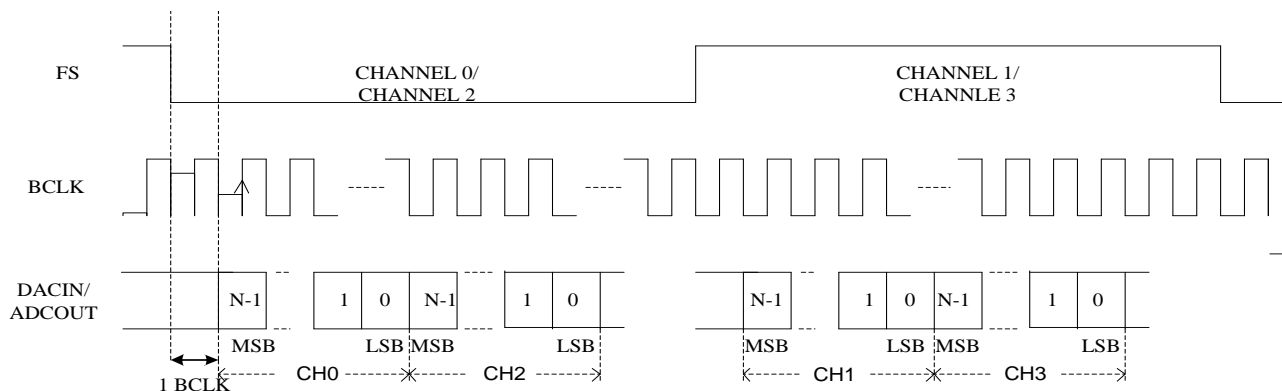 FS
CHANNEL 0/
CHANNEL 2
CHANNEL 1/
CHANNLE 3
BCLK
DACIN/
ADCOUT
N-1
1
0
N-1
1
0
N-1
1
0
N-1
1
0
MSB
LSB
MSB
LSB
MSB
LSB
MSB
LSB
1 BCLK
CH0
CH2
CH1
CH3